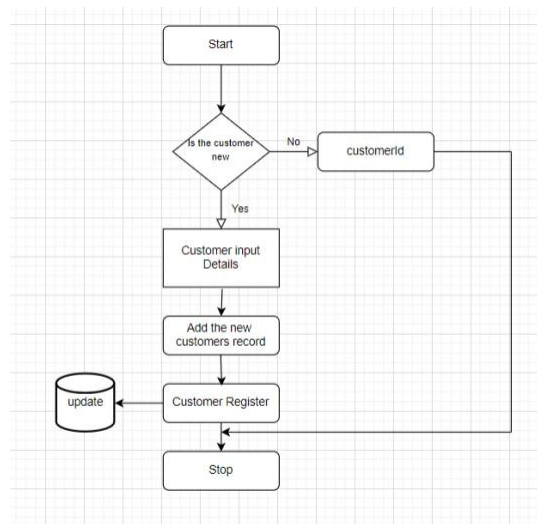 Start
Is the customer
new
No
customerId
Yes
Customer input
Details
Add the new
customers record
update
Customer Register
Stop